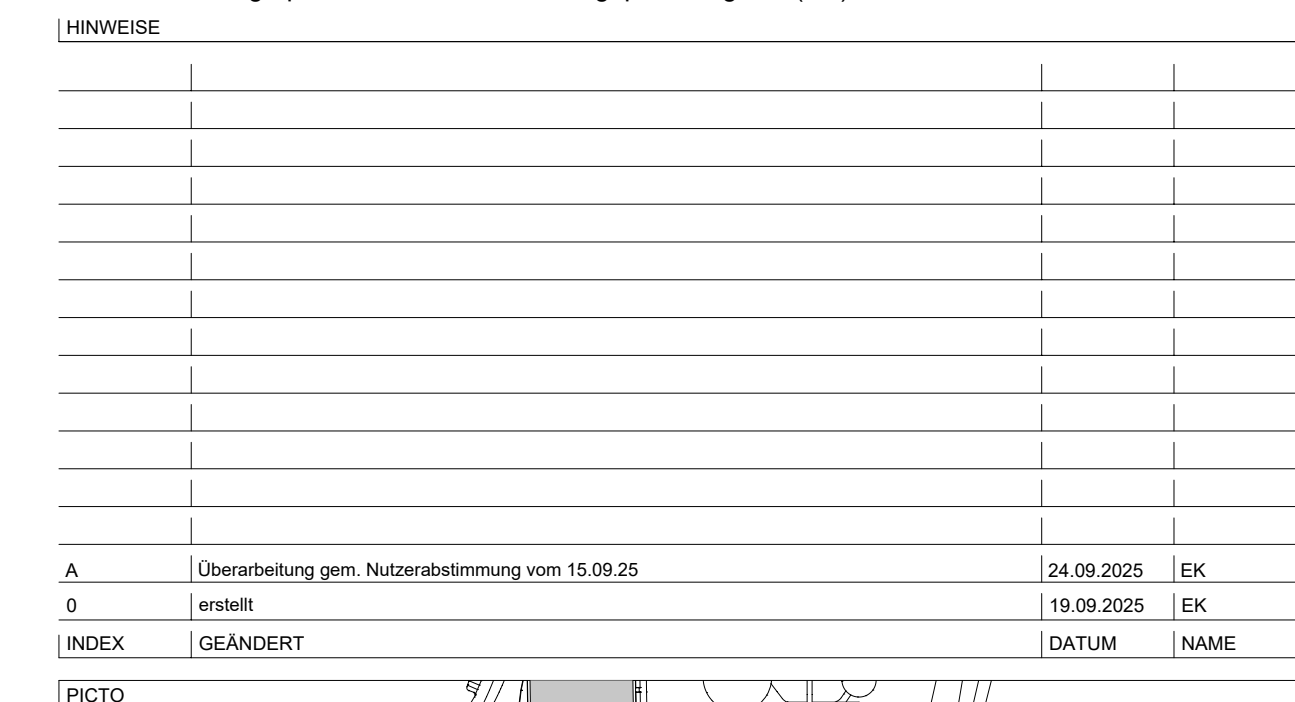 HINWEISE
A Überarbeitung gem. Nutzerabstimmung vom 15.09.25 24.09.2025 EK
0 erstellt 19.09.2025 EK
INDEX GEÄNDERT DATUM NAME
PICTO